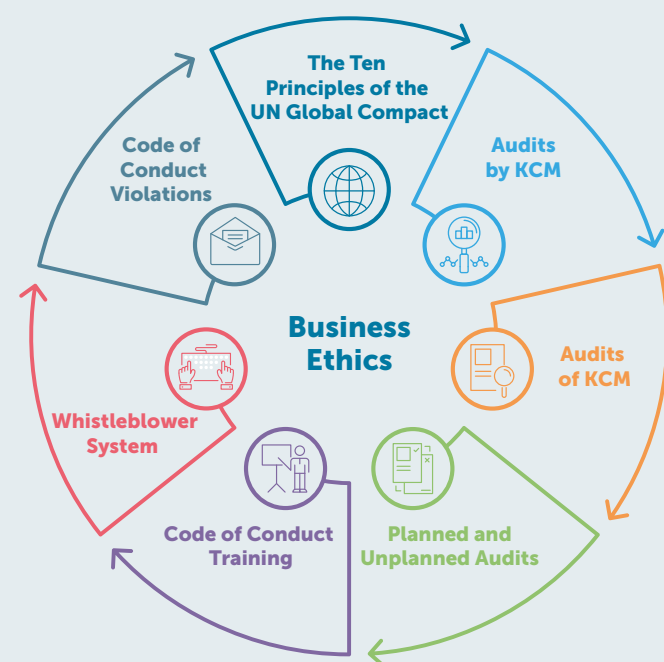 The Ten
Principles of the
UN Global Compact
Audits
by KCM
Audits
of KCM
Planned and
Unplanned Audits
Code of Conduct
Training
Whistleblower
System
Code of
Conduct
Violations
Business
Ethics